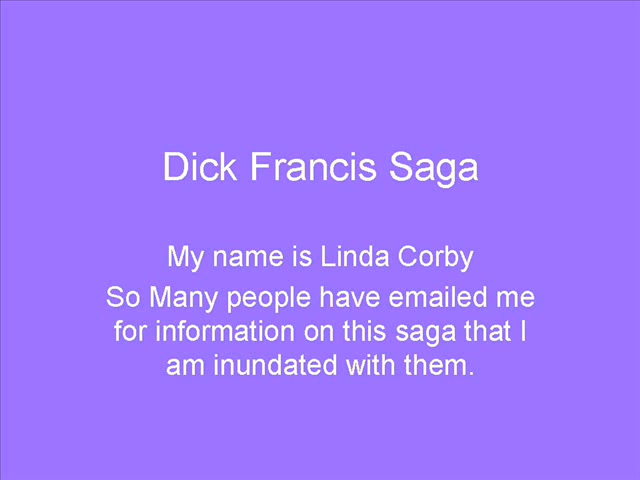 Dick Francis Saga
My name is Linda Corby
So Many people have emailed me
for information on this saga that I
am inundated with them.